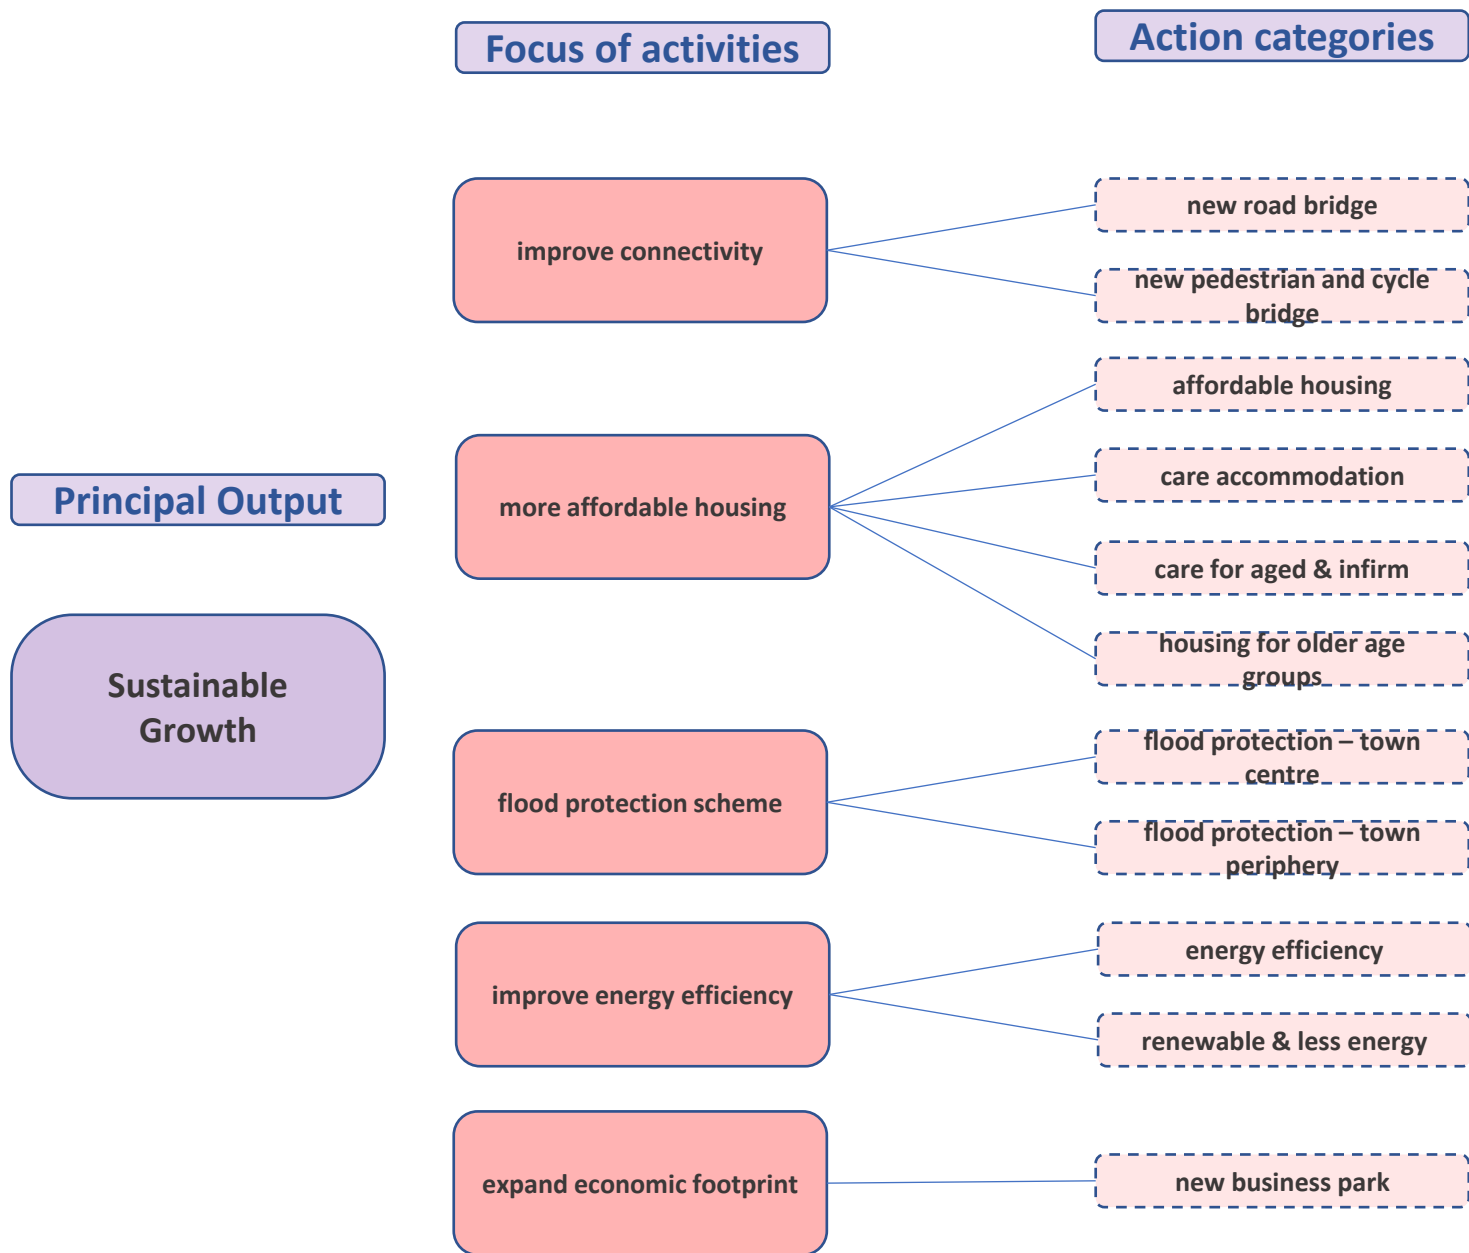 Focus of activities
Action categories
improve connectivity
new road bridge
new pedestrian and cycle
bridge
more affordable housing
affordable housing
care accommodation
care for aged & infirm
housing for older age
groups
Principal Output
Sustainable
Growth
flood protection scheme
flood protection – town
centre
flood protection – town
periphery
improve energy efficiency
energy efficiency
renewable & less energy
expand economic footprint
new business park